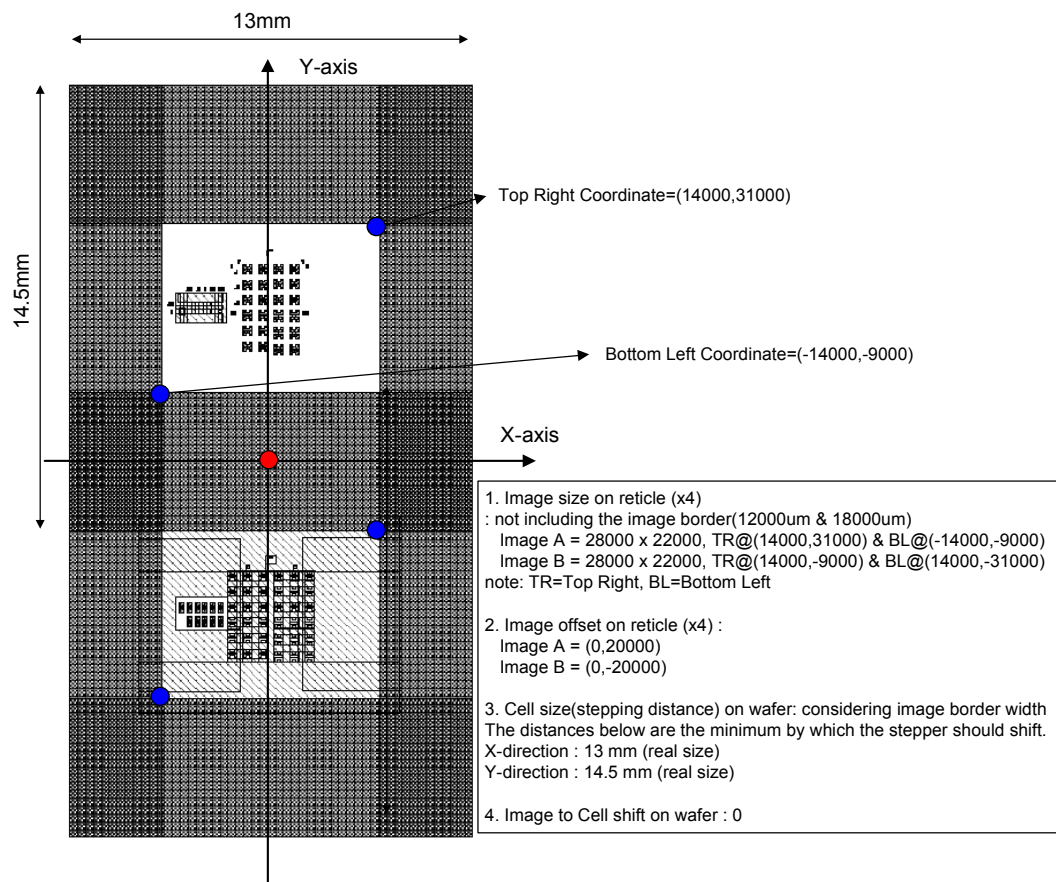 13mm
Y-axis
Top Right Coordinate=(14000,31000)
14.5mm
Bottom Left Coordinate=(-14000,-9000)
X-axis
1. Image size on reticle (x4)
: not including the image border(12000um & 18000um)
Image A = 28000 x 22000, TR@(14000,31000) & BL@(-14000,-9000)
Image B = 28000 x 22000, TR@(14000,-9000) & BL@(14000,-31000)
note: TR=Top Right, BL=Bottom Left
2. Image offset on reticle (x4) :
Image A = (0,20000)
Image B = (0,-20000)
3. Cell size(stepping distance) on wafer: considering image border width
The distances below are the minimum by which the stepper should shift.
X-direction : 13 mm (real size)
Y-direction : 14.5 mm (real size)
4. Image to Cell shift on wafer : 0